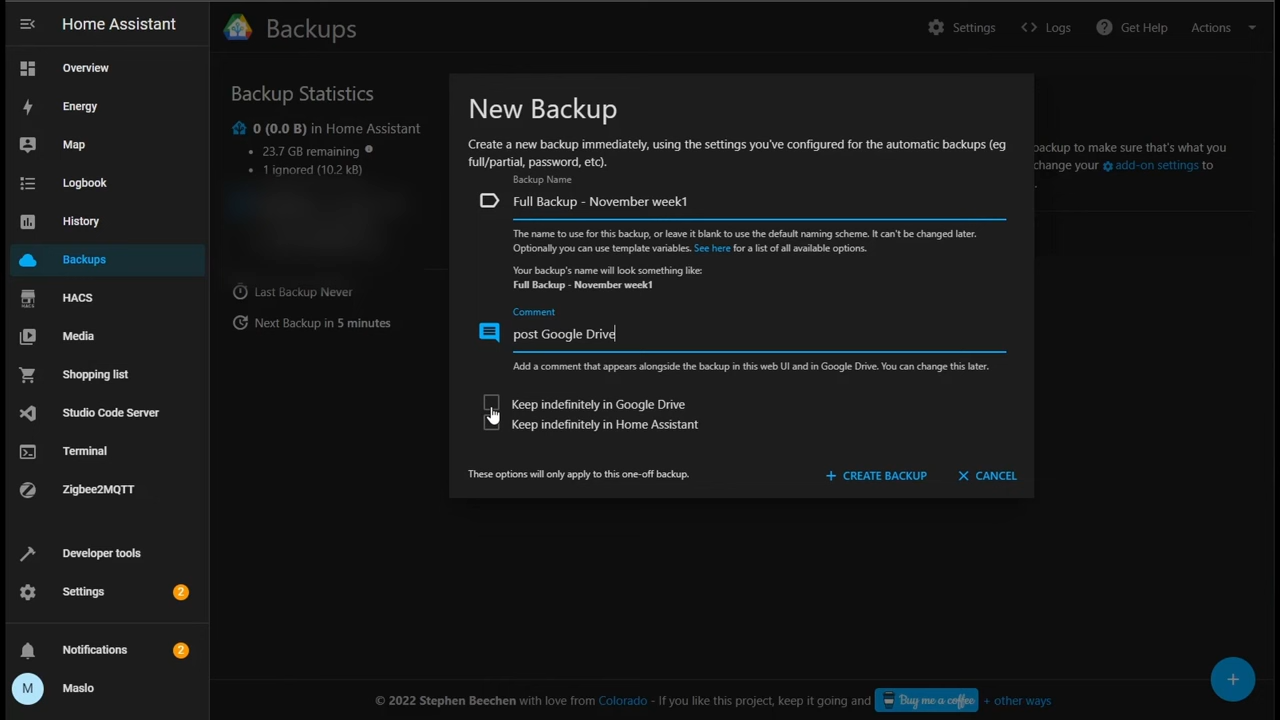 Home Assistant
Overview
Energy
Map
Logbook
History
Backups
HACS
Media
Shopping list
Studio Code Server
Terminal
Zigbee2MQTT
Developer tools
Settings 2
Notifications 2
M Maslo
Backups
Settings
Logs
Get Help
Actions
Backup Statistics
0 (0.0 B) in Home Assistant
23.7 GB remaining
1 ignored (10.2 kB)
Last Backup Never
Next Backup in 5 minutes
backup to make sure that's what you
change your add-on settings to
New Backup
Create a new backup immediately, using the settings you've configured for the automatic backups (eg
full/partial, password, etc).
Backup Name
Full Backup - November week1
The name to use for this backup, or leave it blank to use the default naming scheme. It can't be changed later.
Optionally you can use template variables. See here for a list of all available options.
Your backup's name will look something like:
Full Backup - November week1
Comment
post Google Drive
Add a comment that appears alongside the backup in this web UI and in Google Drive. You can change this later.
Keep indefinitely in Google Drive
Keep indefinitely in Home Assistant
These options will only apply to this one-off backup.
+ CREATE BACKUP
× CANCEL
© 2022 Stephen Beechen with love from Colorado - If you like this project, keep it going and Buy me a coffee + other ways